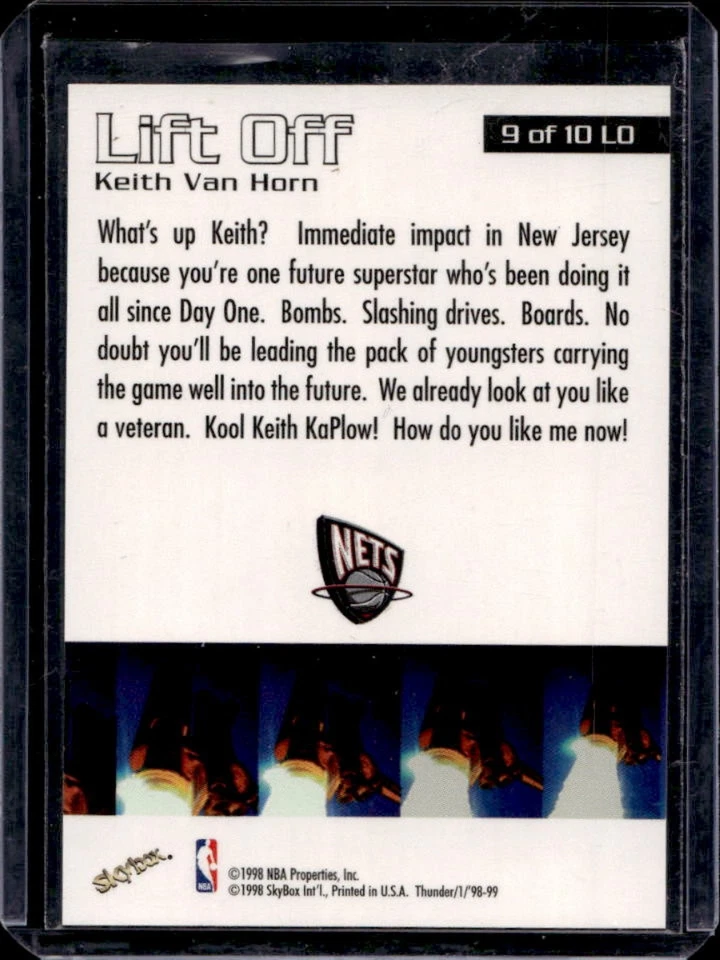 Lift Off
9 of 10 LO
Keith Van Horn
What's up Keith? Immediate impact in New Jersey
because you're one future superstar who's been doing it
all since Day One. Bombs. Slashing drives. Boards. No
doubt you'll be leading the pack of youngsters carrying
the game well into the future. We already look at you like
a veteran. Kool Keith KaPlow! How do you like me now!
NETS
SkyBox.
NBA
©1998 NBA Properties, Inc.
©1998 SkyBox Int'l., Printed in U.S.A. Thunder/1/'98-99